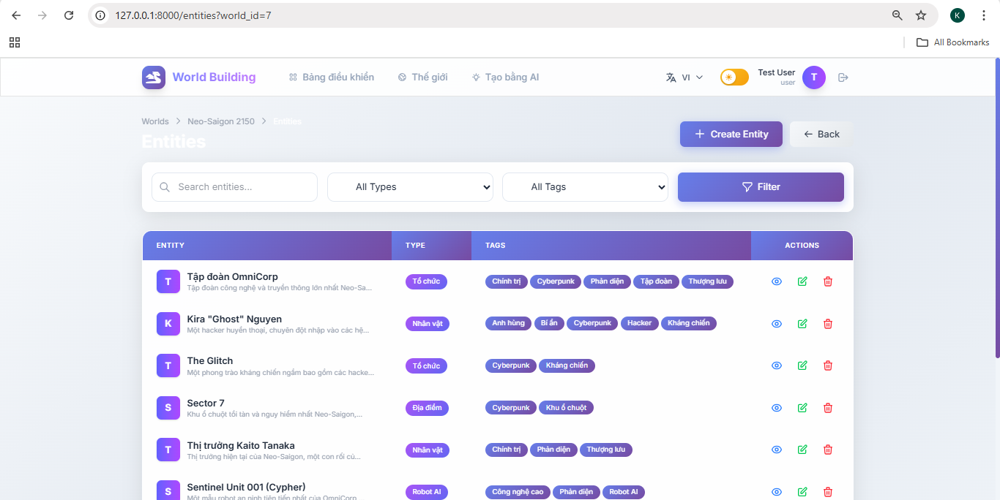 127.0.0.1:8000/entities?world_id=7
K
All Bookmarks
World Building
Bảng điều khiển
Thế giới
Tạo bằng AI
VI
Test User
user
T
Worlds > Neo-Saigon 2150 > Entities
Entities
+ Create Entity
← Back
Search entities...
All Types
All Tags
Filter
ENTITY TYPE TAGS ACTIONS
T Tập đoàn OmniCorp Tổ chức Chính trị Cyberpunk Phản diện Tập đoàn Thượng lưu
Tập đoàn công nghệ và truyền thông lớn nhất Neo-Sa...
K Kira "Ghost" Nguyen Nhân vật Anh hùng Bí ẩn Cyberpunk Hacker Kháng chiến
Một hacker huyền thoại, chuyên đột nhập vào các hệ...
T The Glitch Tổ chức Cyberpunk Kháng chiến
Một phong trào kháng chiến ngầm bao gồm các hacke...
S Sector 7 Địa điểm Cyberpunk Khu ổ chuột
Khu ổ chuột tồi tàn và nguy hiểm nhất Neo-Saigon,...
T Thị trưởng Kaito Tanaka Nhân vật Chính trị Phản diện Thượng lưu
Thị trưởng hiện tại của Neo-Saigon, một con rối củ...
S Sentinel Unit 001 (Cypher) Robot AI Công nghệ cao Phản diện Robot AI
Một mẫu robot an ninh tiên tiến nhất của OmniCorp